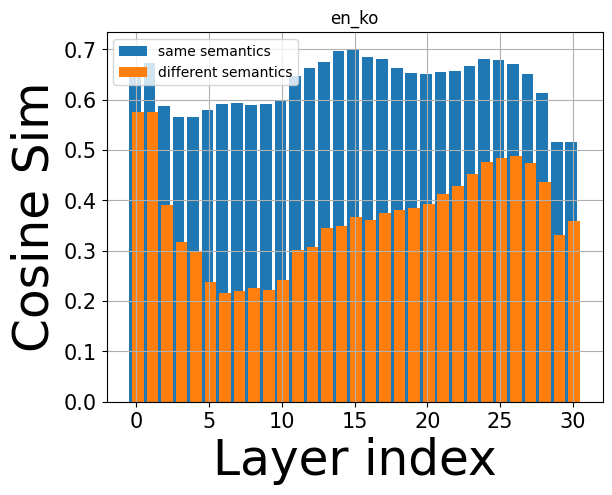 en_ko
same semantics
different semantics
Cosine Sim
0.7
0.6
0.5
0.4
0.3
0.2
0.1
0.0
0 5 10 15 20 25 30
Layer index